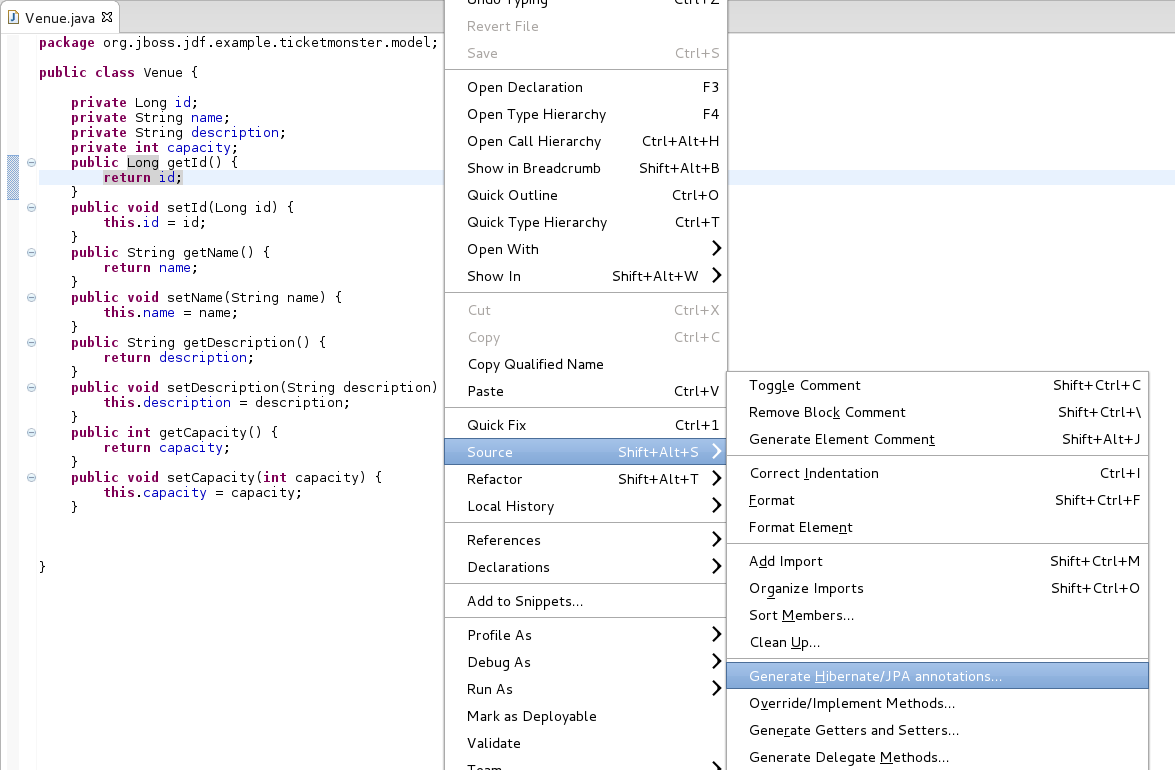 Venue.java
package org.jboss.jdf.example.ticketmonster.model;
public class Venue {
private Long id;
private String name;
private String description;
private int capacity;
public Long getId() {
return id;
}
public void setId(Long id) {
this.id = id;
}
public String getName() {
return name;
}
public void setName(String name) {
this.name = name;
}
public String getDescription() {
return description;
}
public void setDescription(String description)
this.description = description;
}
public int getCapacity() {
return capacity;
}
public void setCapacity(int capacity) {
this.capacity = capacity;
}
}
Undo Typing Ctrl+Z
Revert File
Save Ctrl+S
Open Declaration F3
Open Type Hierarchy F4
Open Call Hierarchy Ctrl+Alt+H
Show in Breadcrumb Shift+Alt+B
Quick Outline Ctrl+O
Quick Type Hierarchy Ctrl+T
Open With
Show In Shift+Alt+W
Cut Ctrl+X
Copy Ctrl+C
Copy Qualified Name
Paste Ctrl+V
Quick Fix Ctrl+1
Source Shift+Alt+S
Refactor Shift+Alt+T
Local History
References
Declarations
Add to Snippets...
Profile As
Debug As
Run As
Mark as Deployable
Validate
Team
Toggle Comment Shift+Ctrl+C
Remove Block Comment Shift+Ctrl+\
Generate Element Comment Shift+Alt+J
Correct Indentation Ctrl+I
Format Shift+Ctrl+F
Format Element
Add Import Shift+Ctrl+M
Organize Imports Shift+Ctrl+O
Sort Members...
Clean Up...
Generate Hibernate/JPA annotations...
Override/Implement Methods...
Generate Getters and Setters...
Generate Delegate Methods...